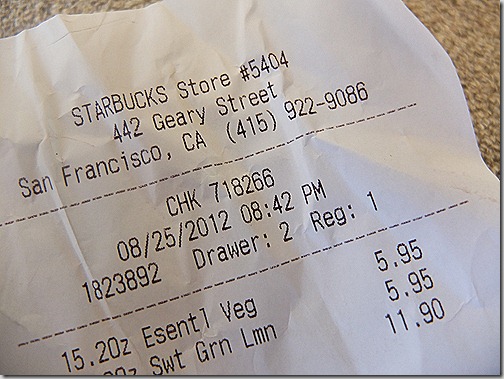 STARBUCKS Store #5404
442 Geary Street
San Francisco, CA (415) 922-9086
CHK 718266
08/25/2012 08:42 PM
1823892 Drawer: 2 Reg: 1
15.20z Esentl Veg 5.95
Swt Grn Lmn 5.95
11.90